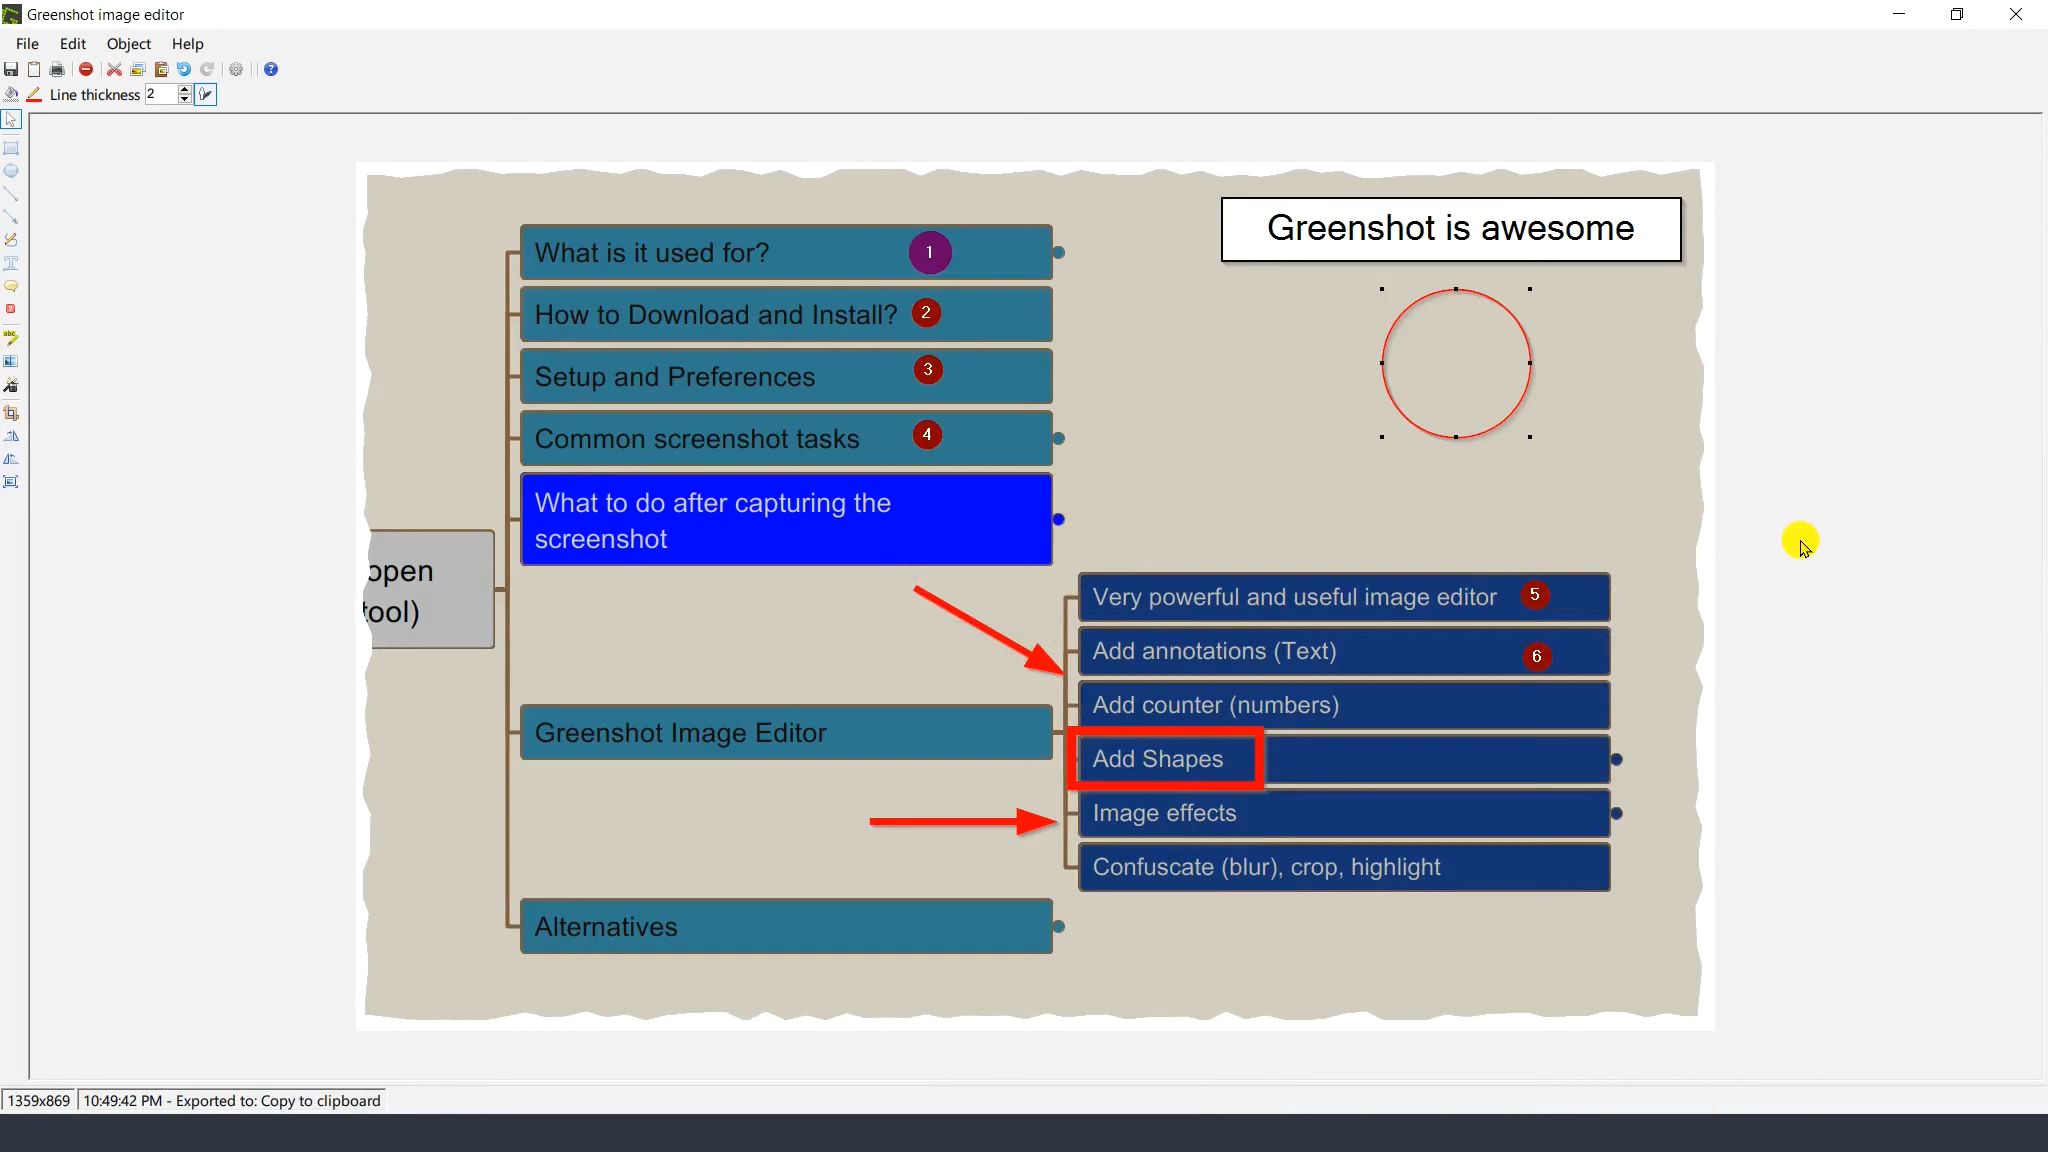 Greenshot image editor
File Edit Object Help
Line thickness 2
Greenshot is awesome
What is it used for? 1
How to Download and Install? 2
Setup and Preferences 3
Common screenshot tasks 4
What to do after capturing the
screenshot
open
tool)
Very powerful and useful image editor 5
Add annotations (Text) 6
Add counter (numbers)
Greenshot Image Editor
Add Shapes
Image effects
Confuscate (blur), crop, highlight
Alternatives
1359x869 10:49:42 PM - Exported to: Copy to clipboard